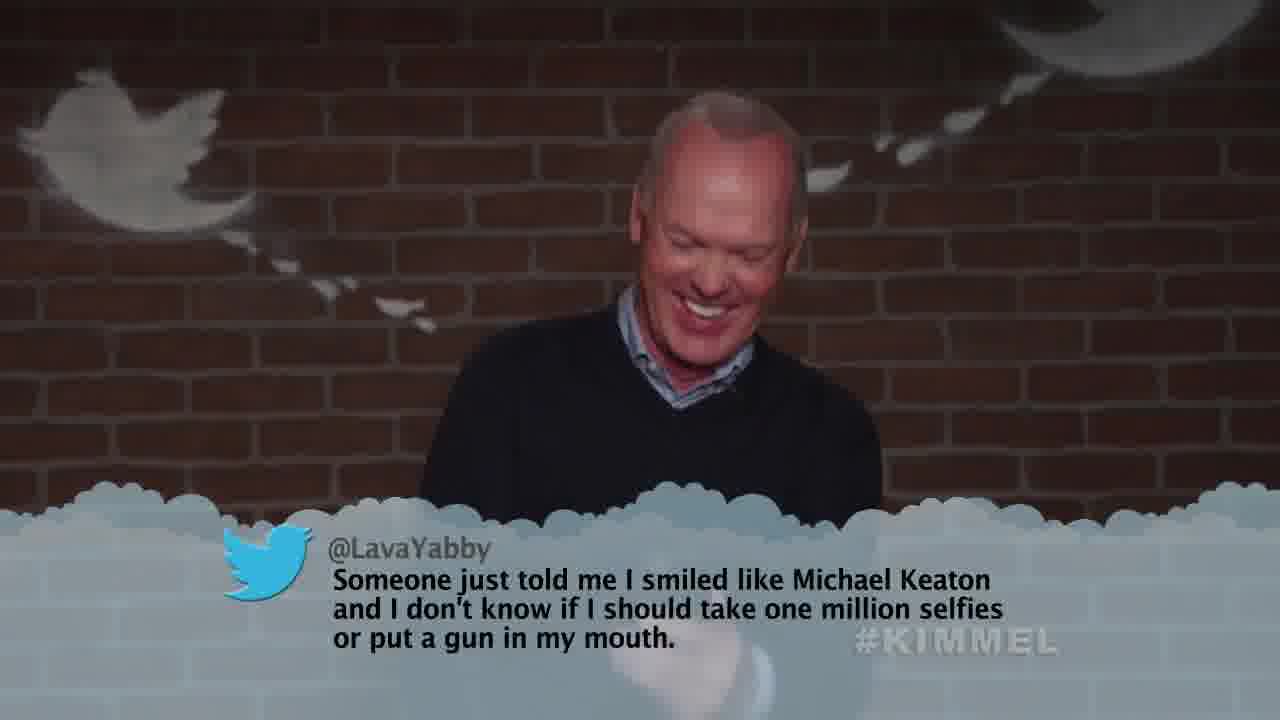 @LavaYabby
Someone just told me I smiled like Michael Keaton
and I don't know if I should take one million selfies
or put a gun in my mouth.
#KIMMEL